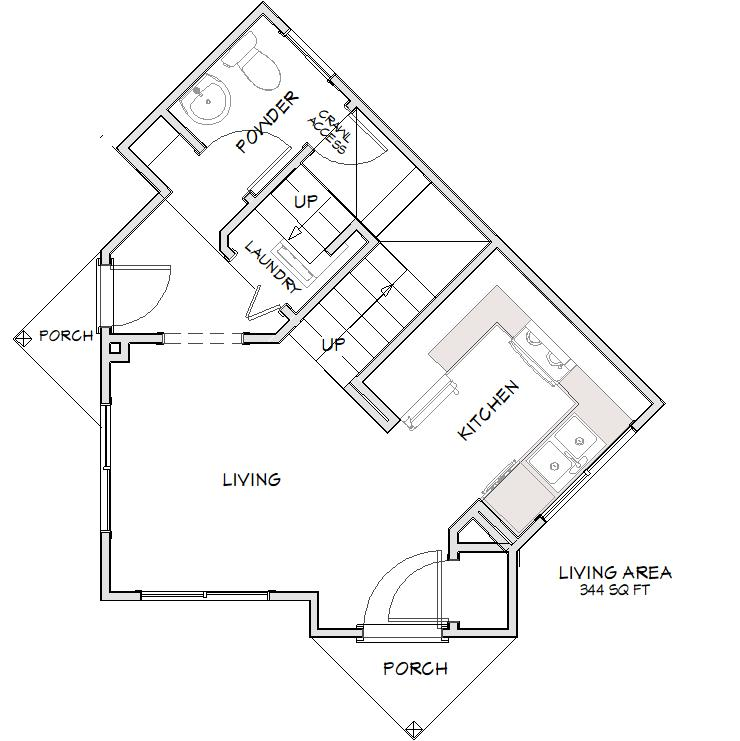 POWDER
CRAWL
ACCESS
UP
LAUNDRY
PORCH
UP
KITCHEN
LIVING
LIVING AREA
344 SQ FT
PORCH